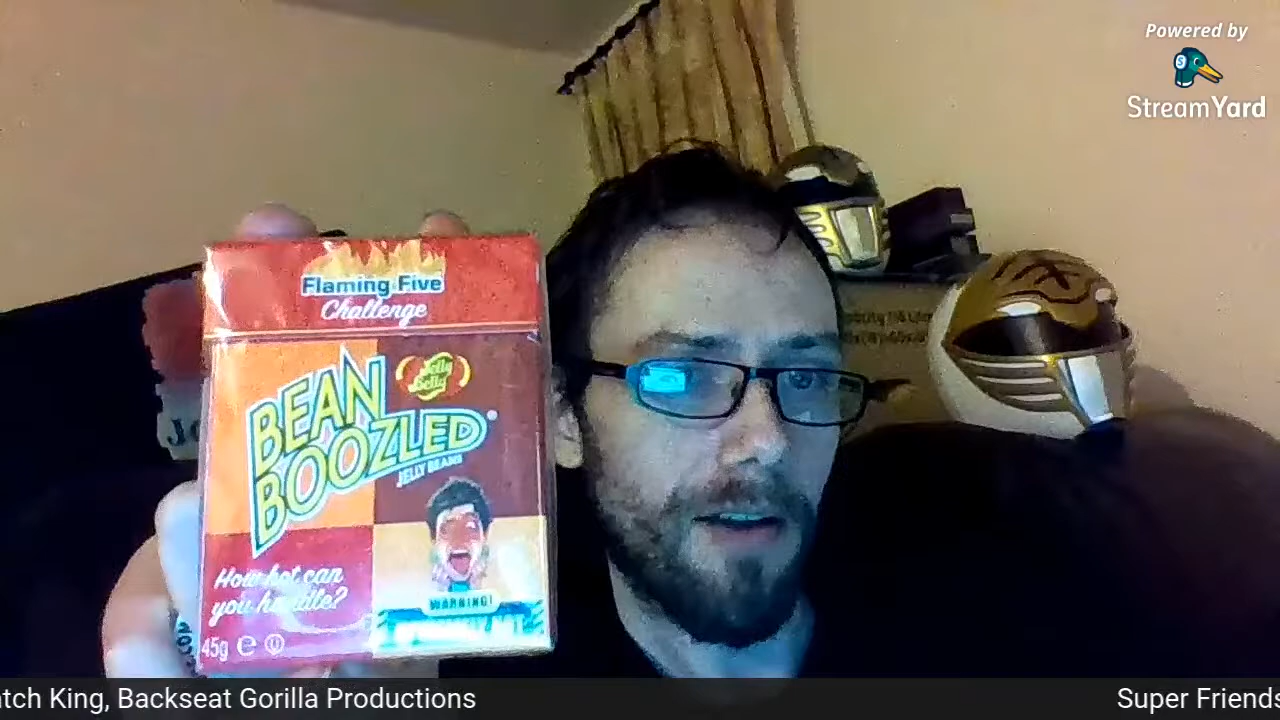 Powered by
StreamYard
Flaming Five
Challenge
Jelly
Belly
BEAN
BOOZLED®
JELLY BEANS
How hot can
you handle?
WARNING!
45g e U
atch King, Backseat Gorilla Productions
Super Friends